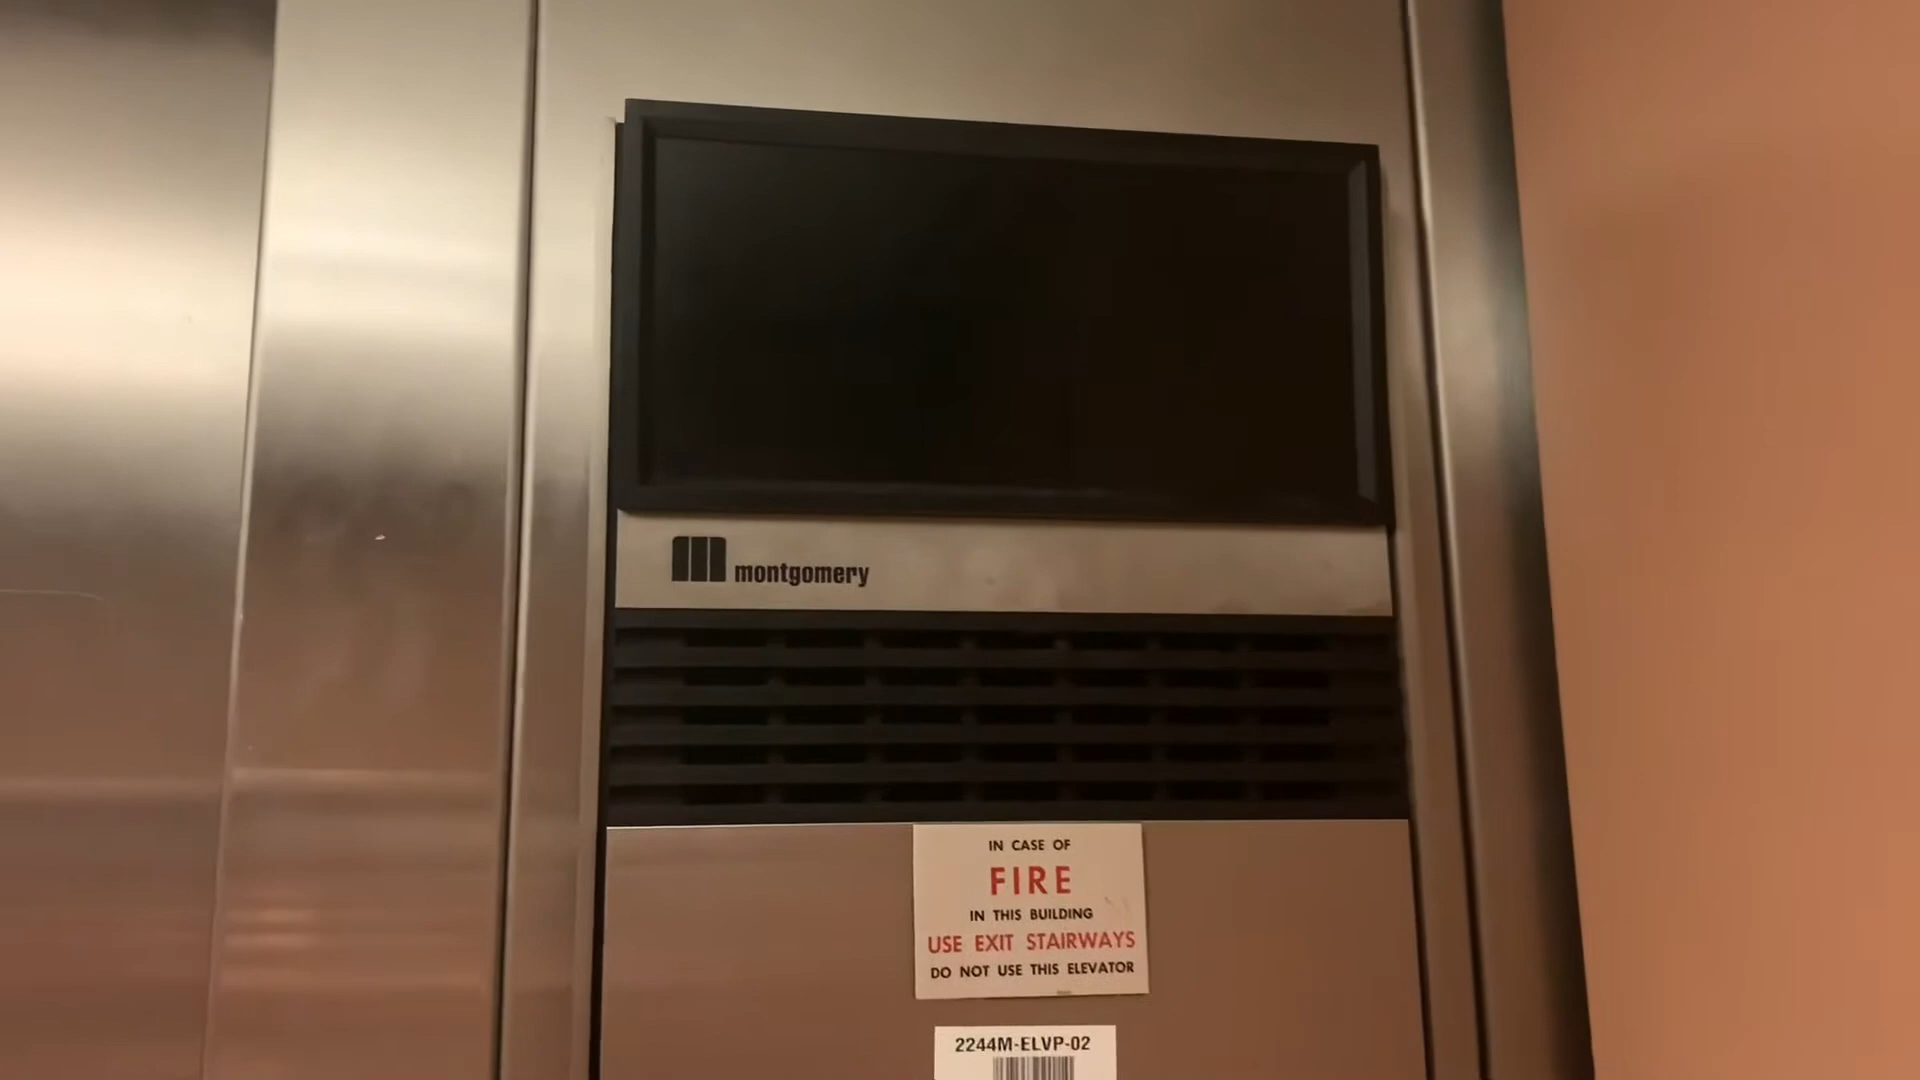 montgomery
IN CASE OF
FIRE
IN THIS BUILDING
USE EXIT STAIRWAYS
DO NOT USE THIS ELEVATOR
2244M-ELVP-02